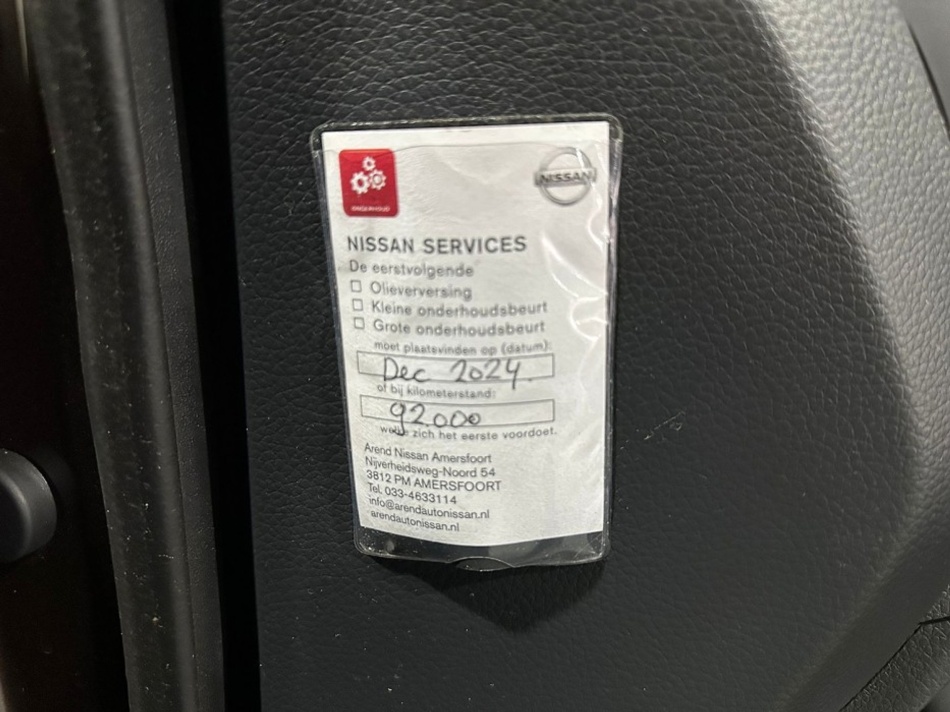 ONDERHOUD
NISSAN
NISSAN SERVICES
De eerstvolgende
Olieverversing
Kleine onderhoudsbeurt
Grote onderhoudsbeurt
moet plaatsvinden op (datum):
Dec 2024.
of bij kilometerstand:
92.000
welke zich het eerste voordoet.
Arend Nissan Amersfoort
Nijverheidsweg-Noord 54
3812 PM AMERSFOORT
Tel. 033-4633114
info@arendautonissan.nl
arendautonissan.nl